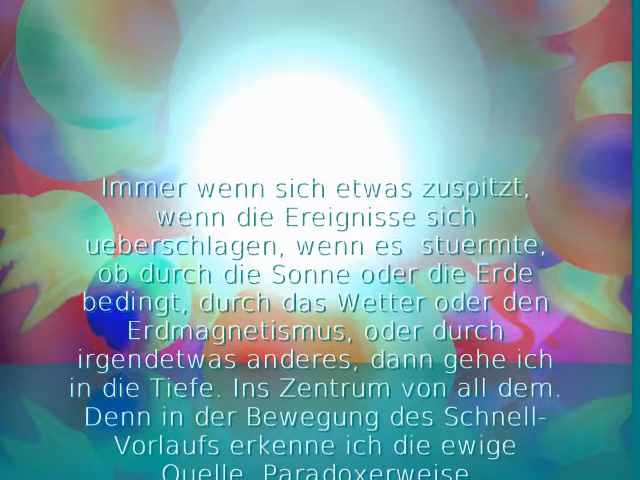 Immer wenn sich etwas zuspitzt,
wenn die Ereignisse sich
ueberschlagen, wenn es  stuermte,
ob durch die Sonne oder die Erde
bedingt, durch das Wetter oder den
Erdmagnetismus, oder durch
irgendetwas anderes, dann gehe ich
in die Tiefe. Ins Zentrum von all dem.
Denn in der Bewegung des Schnell-
Vorlaufs erkenne ich die ewige
Quelle. Paradoxerweise